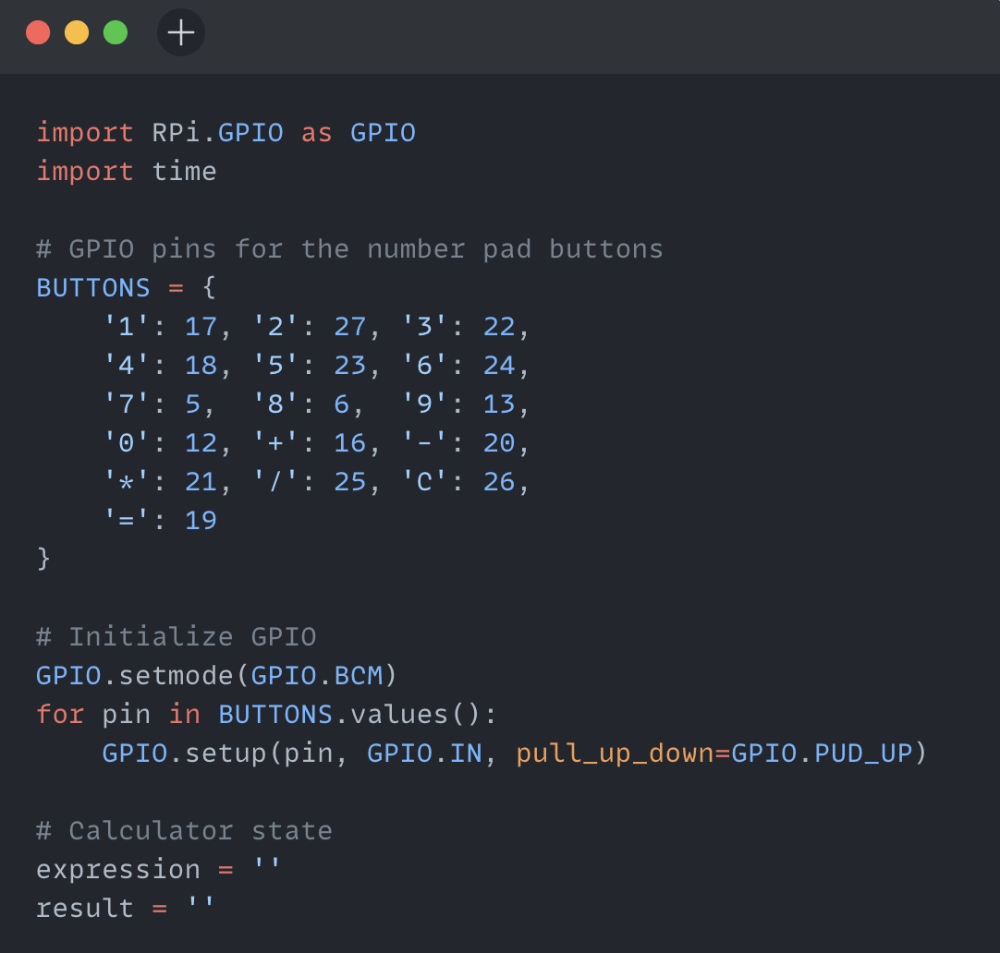 import RPi.GPIO as GPIO
import time

# GPIO pins for the number pad buttons
BUTTONS = {
    '1': 17, '2': 27, '3': 22,
    '4': 18, '5': 23, '6': 24,
    '7': 5,  '8': 6,  '9': 13,
    '0': 12, '+': 16, '-': 20,
    '*': 21, '/': 25, 'C': 26,
    '=': 19
}

# Initialize GPIO
GPIO.setmode(GPIO.BCM)
for pin in BUTTONS.values():
    GPIO.setup(pin, GPIO.IN, pull_up_down=GPIO.PUD_UP)

# Calculator state
expression = ''
result = ''